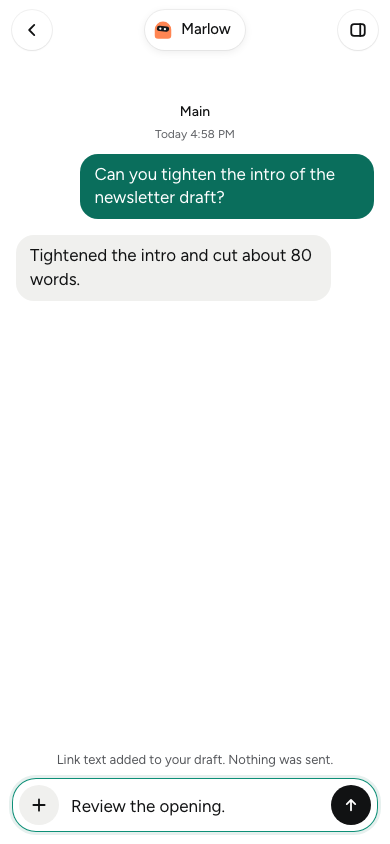 Marlow
Main
Today 4:58 PM
Can you tighten the intro of the
newsletter draft?
Tightened the intro and cut about 80
words.
Link text added to your draft. Nothing was sent.
Review the opening.